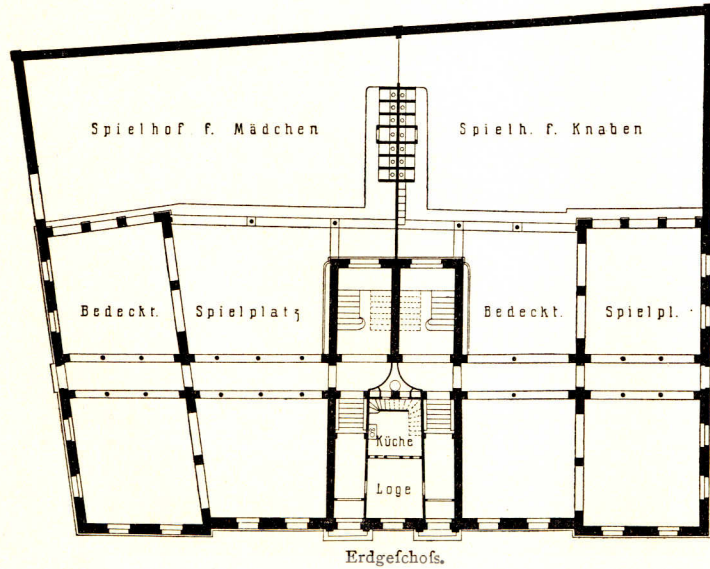 Spielhof. f. Mädchen
Spielh. f. Knaben
Bedeckt.
Spielplatz
Bedeckt.
Spielpl.
Küche
Loge
Erdgeſchoſs.